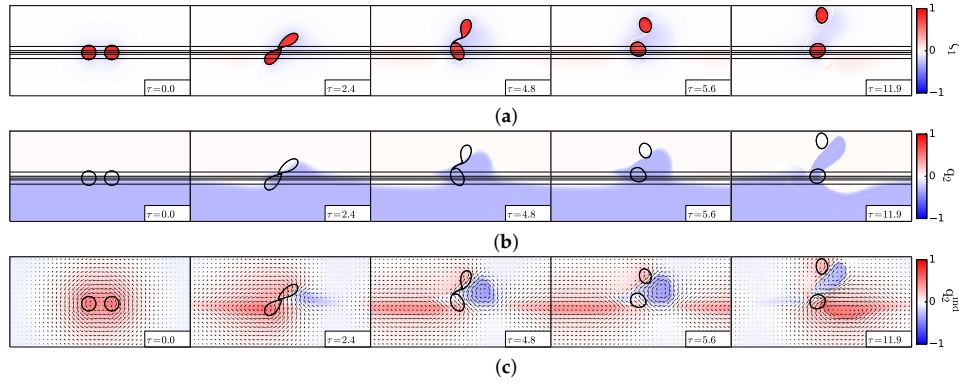 1
0
−1
ζ1
τ=0.0
τ=2.4
τ=4.8
τ=5.6
τ=11.9
(a)
1
0
−1
q2
τ=0.0
τ=2.4
τ=4.8
τ=5.6
τ=11.9
(b)
1
0
−1
q2^ind
τ=0.0
τ=2.4
τ=4.8
τ=5.6
τ=11.9
(c)